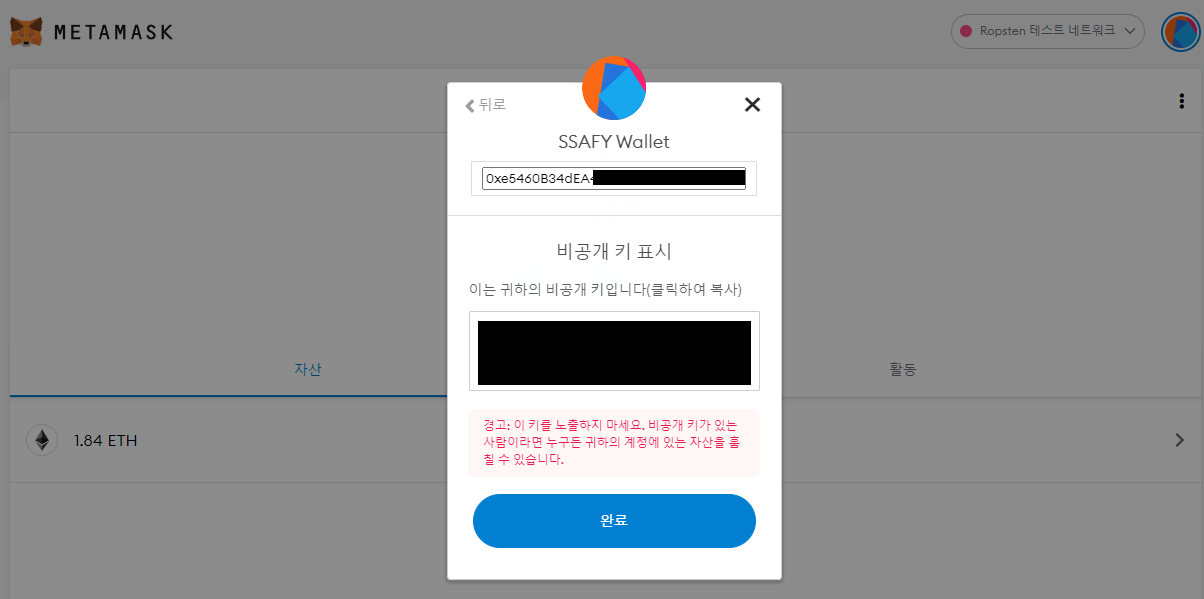 METAMASK
Ropsten 테스트 네트워크
뒤로
SSAFY Wallet
0xe5460B34dEA
비공개 키 표시
이는 귀하의 비공개 키입니다(클릭하여 복사)
자산
활동
1.84 ETH
경고: 이 키를 노출하지 마세요. 비공개 키가 있는
사람이라면 누구든 귀하의 계정에 있는 자산을 훔
칠 수 있습니다.
완료